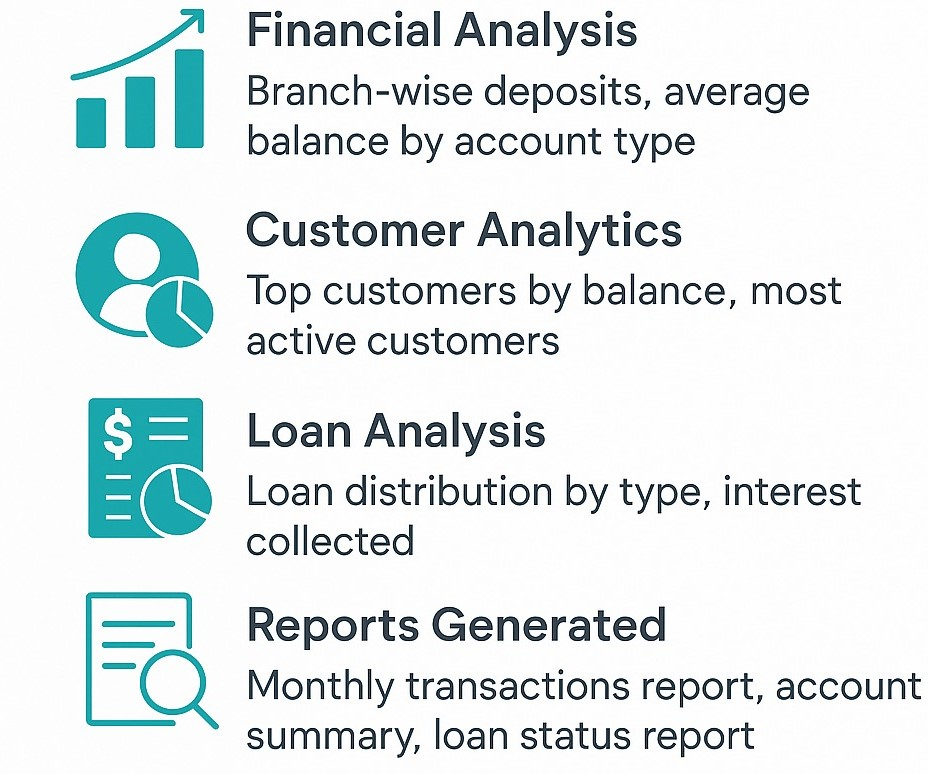 Financial Analysis
Branch-wise deposits, average
balance by account type
Customer Analytics
Top customers by balance, most
active customers
$
Loan Analysis
Loan distribution by type, interest
collected
Reports Generated
Monthly transactions report, account
summary, loan status report